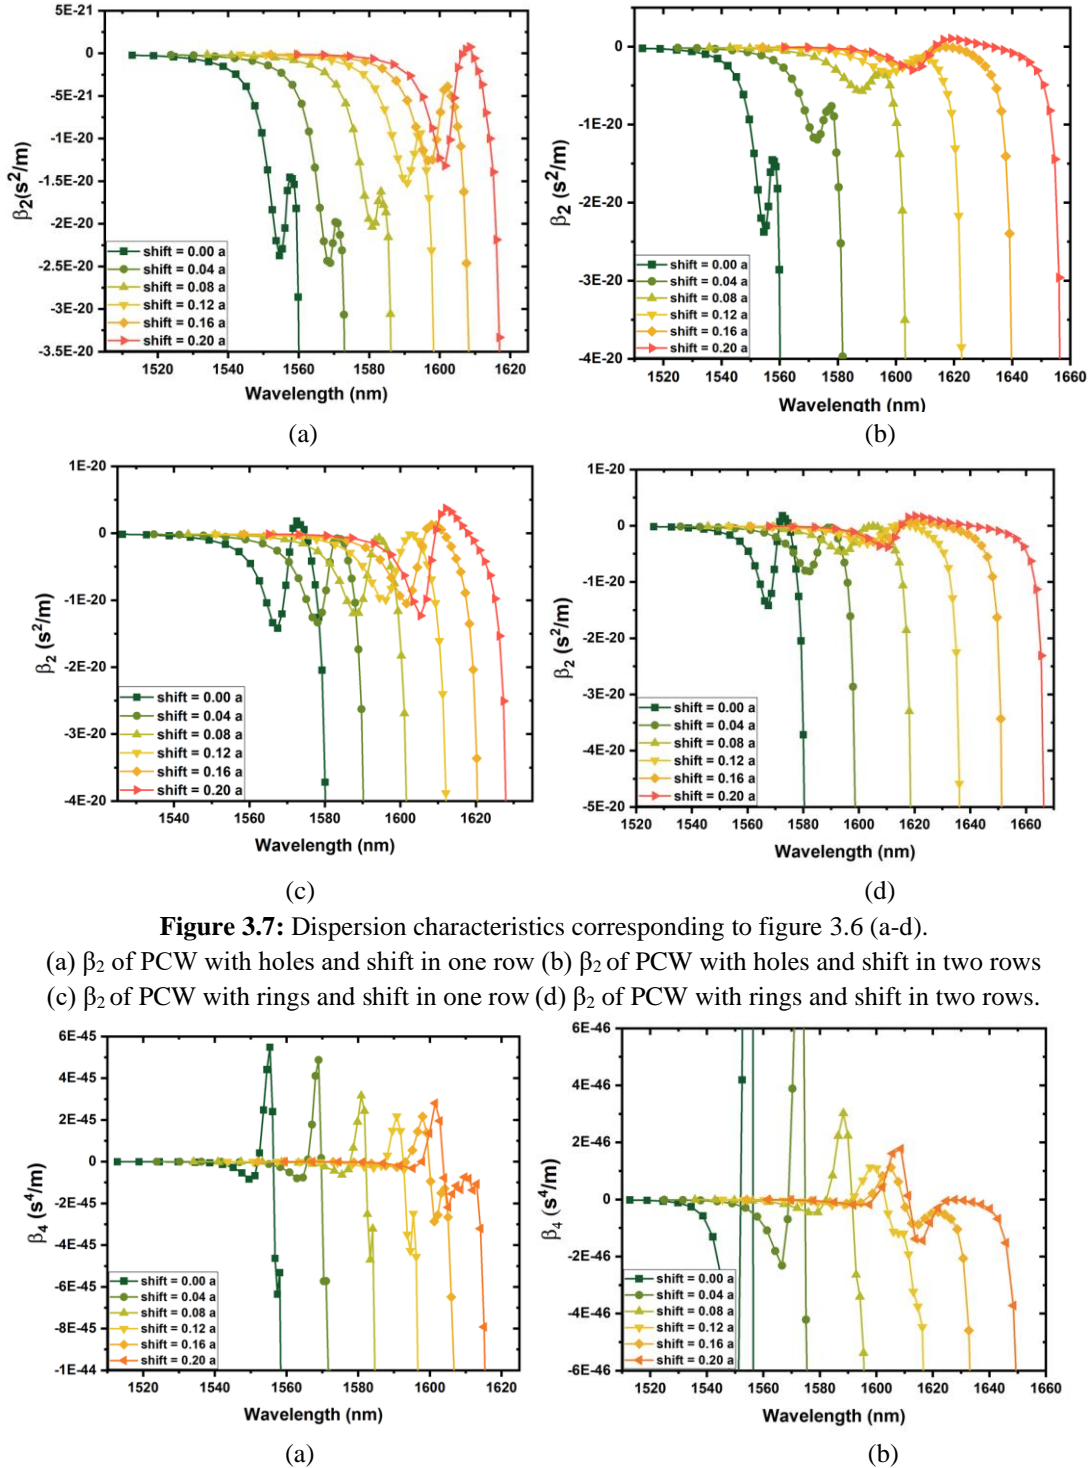 5E-21
0
-5E-21
-1E-20
-1.5E-20
-2E-20
-2.5E-20
-3E-20
-3.5E-20
β2(s2/m)
shift = 0.00 a
shift = 0.04 a
shift = 0.08 a
shift = 0.12 a
shift = 0.16 a
shift = 0.20 a
1520 1540 1560 1580 1600 1620
Wavelength (nm)
(a)
0
-1E-20
-2E-20
-3E-20
-4E-20
β2 (s2/m)
shift = 0.00 a
shift = 0.04 a
shift = 0.08 a
shift = 0.12 a
shift = 0.16 a
shift = 0.20 a
1520 1540 1560 1580 1600 1620 1640 1660
Wavelength (nm)
(b)
1E-20
0
-1E-20
-2E-20
-3E-20
-4E-20
β2 (s2/m)
shift = 0.00 a
shift = 0.04 a
shift = 0.08 a
shift = 0.12 a
shift = 0.16 a
shift = 0.20 a
1540 1560 1580 1600 1620
Wavelength (nm)
(c)
1E-20
0
-1E-20
-2E-20
-3E-20
-4E-20
-5E-20
β2 (s2/m)
shift = 0.00 a
shift = 0.04 a
shift = 0.08 a
shift = 0.12 a
shift = 0.16 a
shift = 0.20 a
1520 1540 1560 1580 1600 1620 1640 1660
Wavelength (nm)
(d)
Figure 3.7: Dispersion characteristics corresponding to figure 3.6 (a-d).
(a) β2 of PCW with holes and shift in one row (b) β2 of PCW with holes and shift in two rows
(c) β2 of PCW with rings and shift in one row (d) β2 of PCW with rings and shift in two rows.
6E-45
4E-45
2E-45
0
-2E-45
-4E-45
-6E-45
-8E-45
-1E-44
β4 (s4/m)
shift = 0.00 a
shift = 0.04 a
shift = 0.08 a
shift = 0.12 a
shift = 0.16 a
shift = 0.20 a
1520 1540 1560 1580 1600 1620
Wavelength (nm)
(a)
6E-46
4E-46
2E-46
0
-2E-46
-4E-46
-6E-46
β4 (s4/m)
shift = 0.00 a
shift = 0.04 a
shift = 0.08 a
shift = 0.12 a
shift = 0.16 a
shift = 0.20 a
1520 1540 1560 1580 1600 1620 1640 1660
Wavelength (nm)
(b)